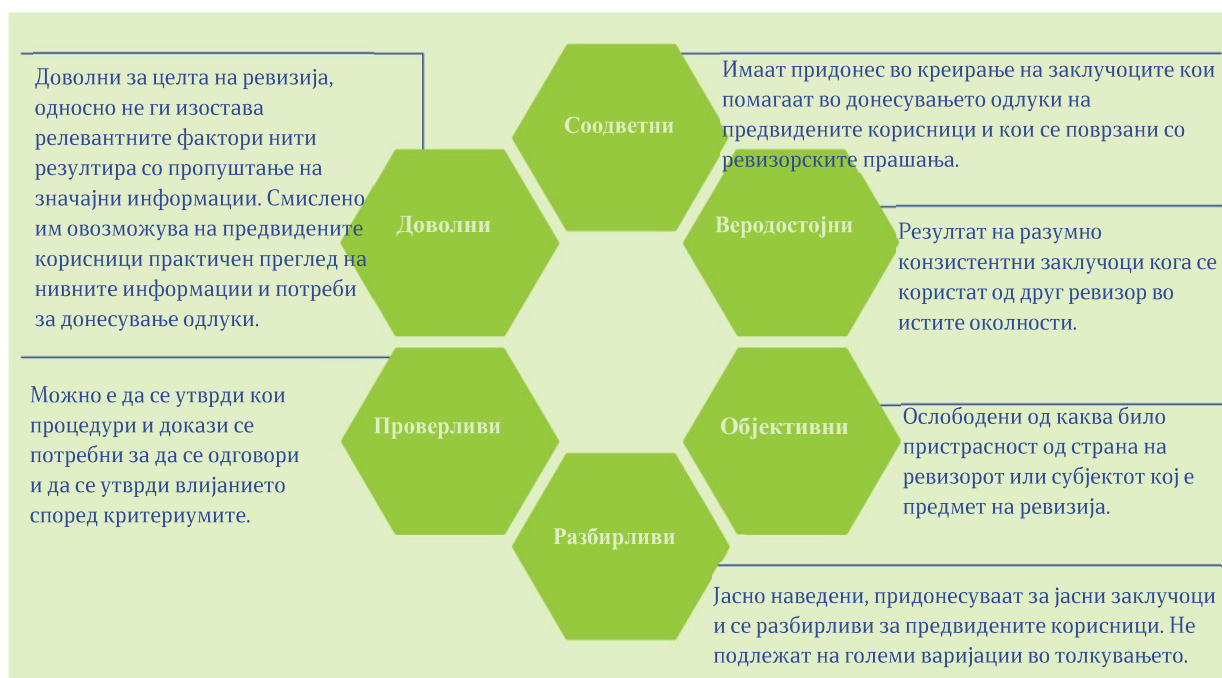 Соодветни
Имаат придонес во креирање на заклучоците кои
помагаат во донесувањето одлуки на
предвидените корисници и кои се поврзани со
ревизорските прашања.
Веродостојни
Резултат на разумно
конзистентни заклучоци кога се
користат од друг ревизор во
истите околности.
Објективни
Ослободени од каква било
пристрасност од страна на
ревизорот или субјектот кој е
предмет на ревизија.
Разбирливи
Јасно наведени, придонесуваат за јасни заклучоци
и се разбирливи за предвидените корисници. Не
подлежат на големи варијации во толкувањето.
Проверливи
Можно е да се утврди кои
процедури и докази се
потребни за да се одговори
и да се утврди влијанието
според критериумите.
Доволни
Доволни за целта на ревизија,
односно не ги изостава
релевантните фактори нити
резултира со пропуштање на
значајни информации. Смислено
им овозможува на предвидените
корисници практичен преглед на
нивните информации и потреби
за донесување одлуки.